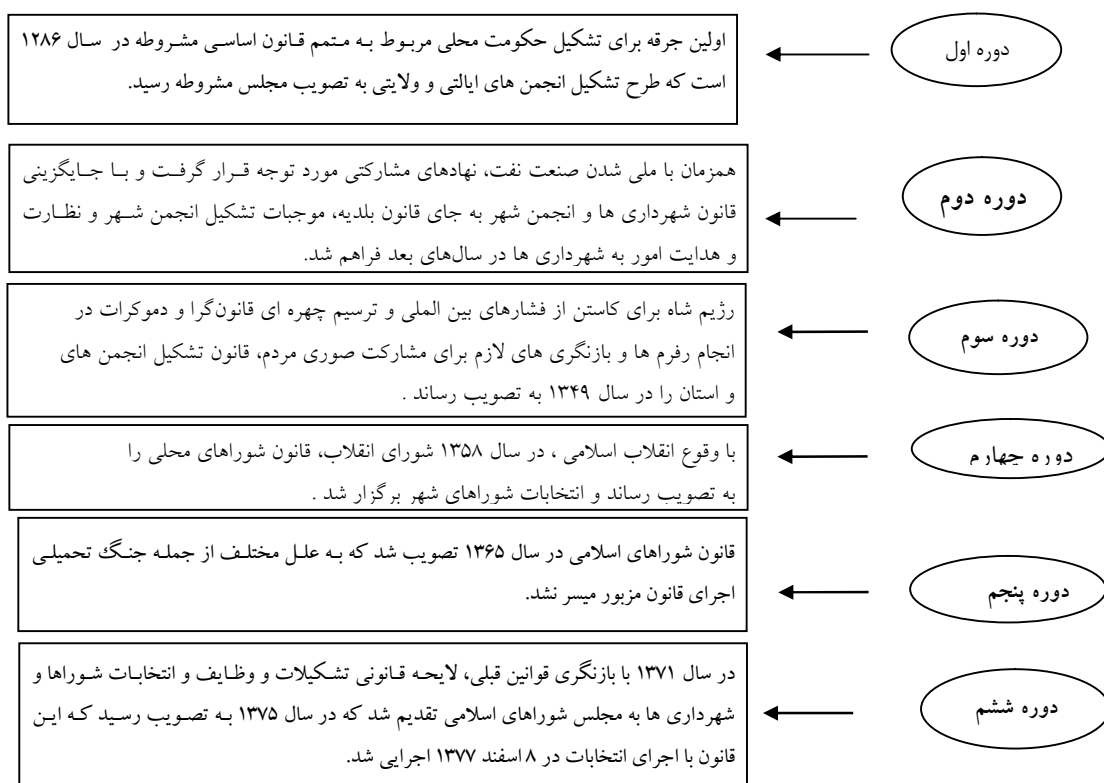 دوره اول
اولین جرقه برای تشکیل حکومت محلی مربوط به متمم قانون اساسی مشروطه در سال ۱۲۸۶
است که طرح تشکیل انجمن های ایالتی و ولایتی به تصویب مجلس مشروطه رسید.
دوره دوم
همزمان با ملی شدن صنعت نفت، نهادهای مشارکتی مورد توجه قرار گرفت و با جایگزینی
قانون شهرداری ها و انجمن شهر به جای قانون بلدیه، موجبات تشکیل انجمن شهر و نظارت
و هدایت امور به شهرداری ها در سال‌های بعد فراهم شد.
دوره سوم
رژیم شاه برای کاستن از فشارهای بین المللی و ترسیم چهره ای قانون‌گرا و دموکرات در
انجام رفرم ها و بازنگری های لازم برای مشارکت صوری مردم، قانون تشکیل انجمن های
و استان را در سال ۱۳۴۹ به تصویب رساند .
دوره چهارم
با وقوع انقلاب اسلامی ، در سال ۱۳۵۸ شورای انقلاب، قانون شوراهای محلی را
به تصویب رساند و انتخابات شوراهای شهر برگزار شد .
دوره پنجم
قانون شوراهای اسلامی در سال ۱۳۶۵ تصویب شد که به علل مختلف از جمله جنگ تحمیلی
اجرای قانون مزبور میسر نشد.
دوره ششم
در سال ۱۳۷۱ با بازنگری قوانین قبلی، لایحه قانونی تشکیلات و وظایف و انتخابات شوراها و
شهرداری ها به مجلس شوراهای اسلامی تقدیم شد که در سال ۱۳۷۵ به تصویب رسید که این
قانون با اجرای انتخابات در ۸ اسفند ۱۳۷۷ اجرایی شد.